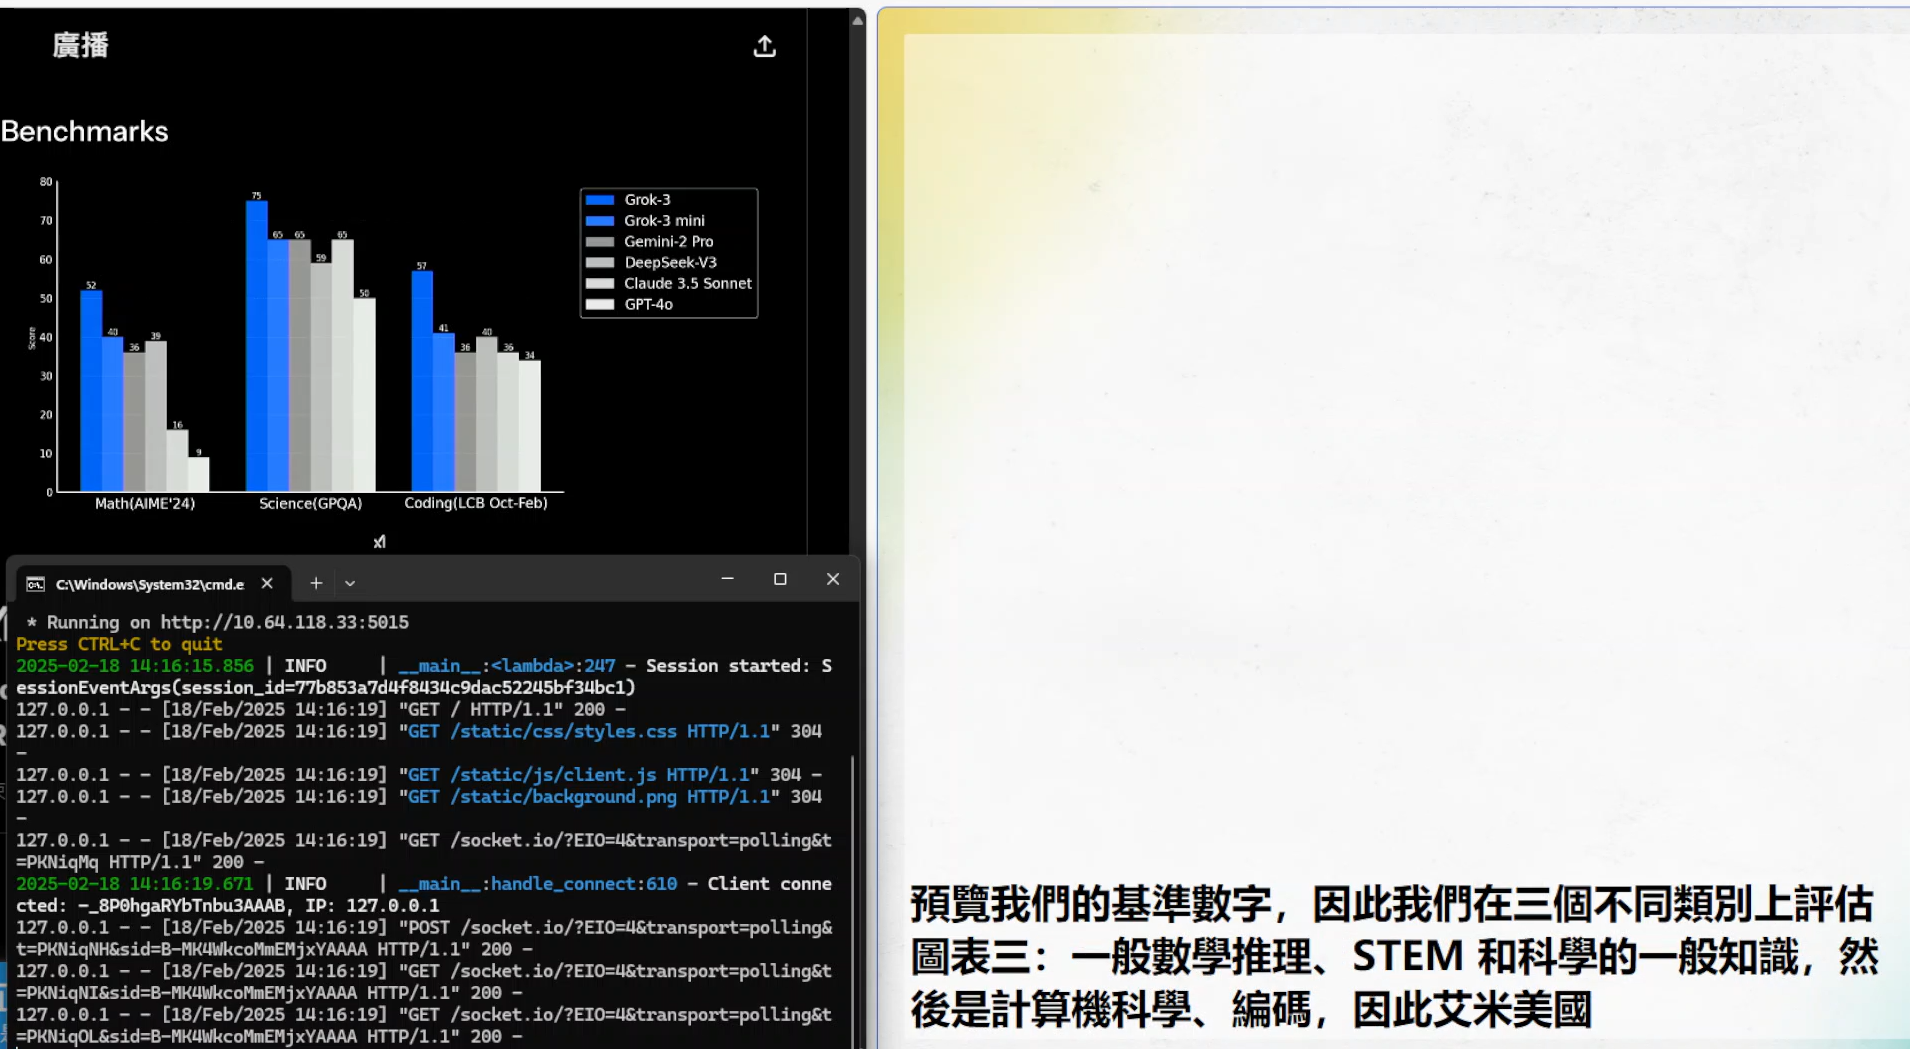 廣播
Benchmarks
80
70
60
50
40
30
20
10
0
Score
52
40
36
39
16
9
75
65
65
59
65
50
57
41
36
40
36
34
Math(AIME'24)
Science(GPQA)
Coding(LCB Oct-Feb)
Grok-3
Grok-3 mini
Gemini-2 Pro
DeepSeek-V3
Claude 3.5 Sonnet
GPT-4o
C:\Windows\System32\cmd.e
* Running on http://10.64.118.33:5015
Press CTRL+C to quit
2025-02-18 14:16:15.856 | INFO     | __main__:<lambda>:247 - Session started: S
essionEventArgs(session_id=77b853a7d4f8434c9dac52245bf34bc1)
127.0.0.1 - - [18/Feb/2025 14:16:19] "GET / HTTP/1.1" 200 -
127.0.0.1 - - [18/Feb/2025 14:16:19] "GET /static/css/styles.css HTTP/1.1" 304
-
127.0.0.1 - - [18/Feb/2025 14:16:19] "GET /static/js/client.js HTTP/1.1" 304 -
127.0.0.1 - - [18/Feb/2025 14:16:19] "GET /static/background.png HTTP/1.1" 304
-
127.0.0.1 - - [18/Feb/2025 14:16:19] "GET /socket.io/?EIO=4&transport=polling&t
=PKNiqMq HTTP/1.1" 200 -
2025-02-18 14:16:19.671 | INFO     | __main__:handle_connect:610 - Client conne
cted: -_8P0hgaRYbTnbu3AAAB, IP: 127.0.0.1
127.0.0.1 - - [18/Feb/2025 14:16:19] "POST /socket.io/?EIO=4&transport=polling&
t=PKNiqNH&sid=B-MK4WkcoMmEMjxYAAAA HTTP/1.1" 200 -
127.0.0.1 - - [18/Feb/2025 14:16:19] "GET /socket.io/?EIO=4&transport=polling&t
=PKNiqNI&sid=B-MK4WkcoMmEMjxYAAAA HTTP/1.1" 200 -
127.0.0.1 - - [18/Feb/2025 14:16:19] "GET /socket.io/?EIO=4&transport=polling&t
=PKNiqOL&sid=B-MK4WkcoMmEMjxYAAAA HTTP/1.1" 200 -
預覽我們的基準數字，因此我們在三個不同類別上評估
圖表三：一般數學推理、STEM 和科學的一般知識，然
後是計算機科學、編碼，因此艾米美國